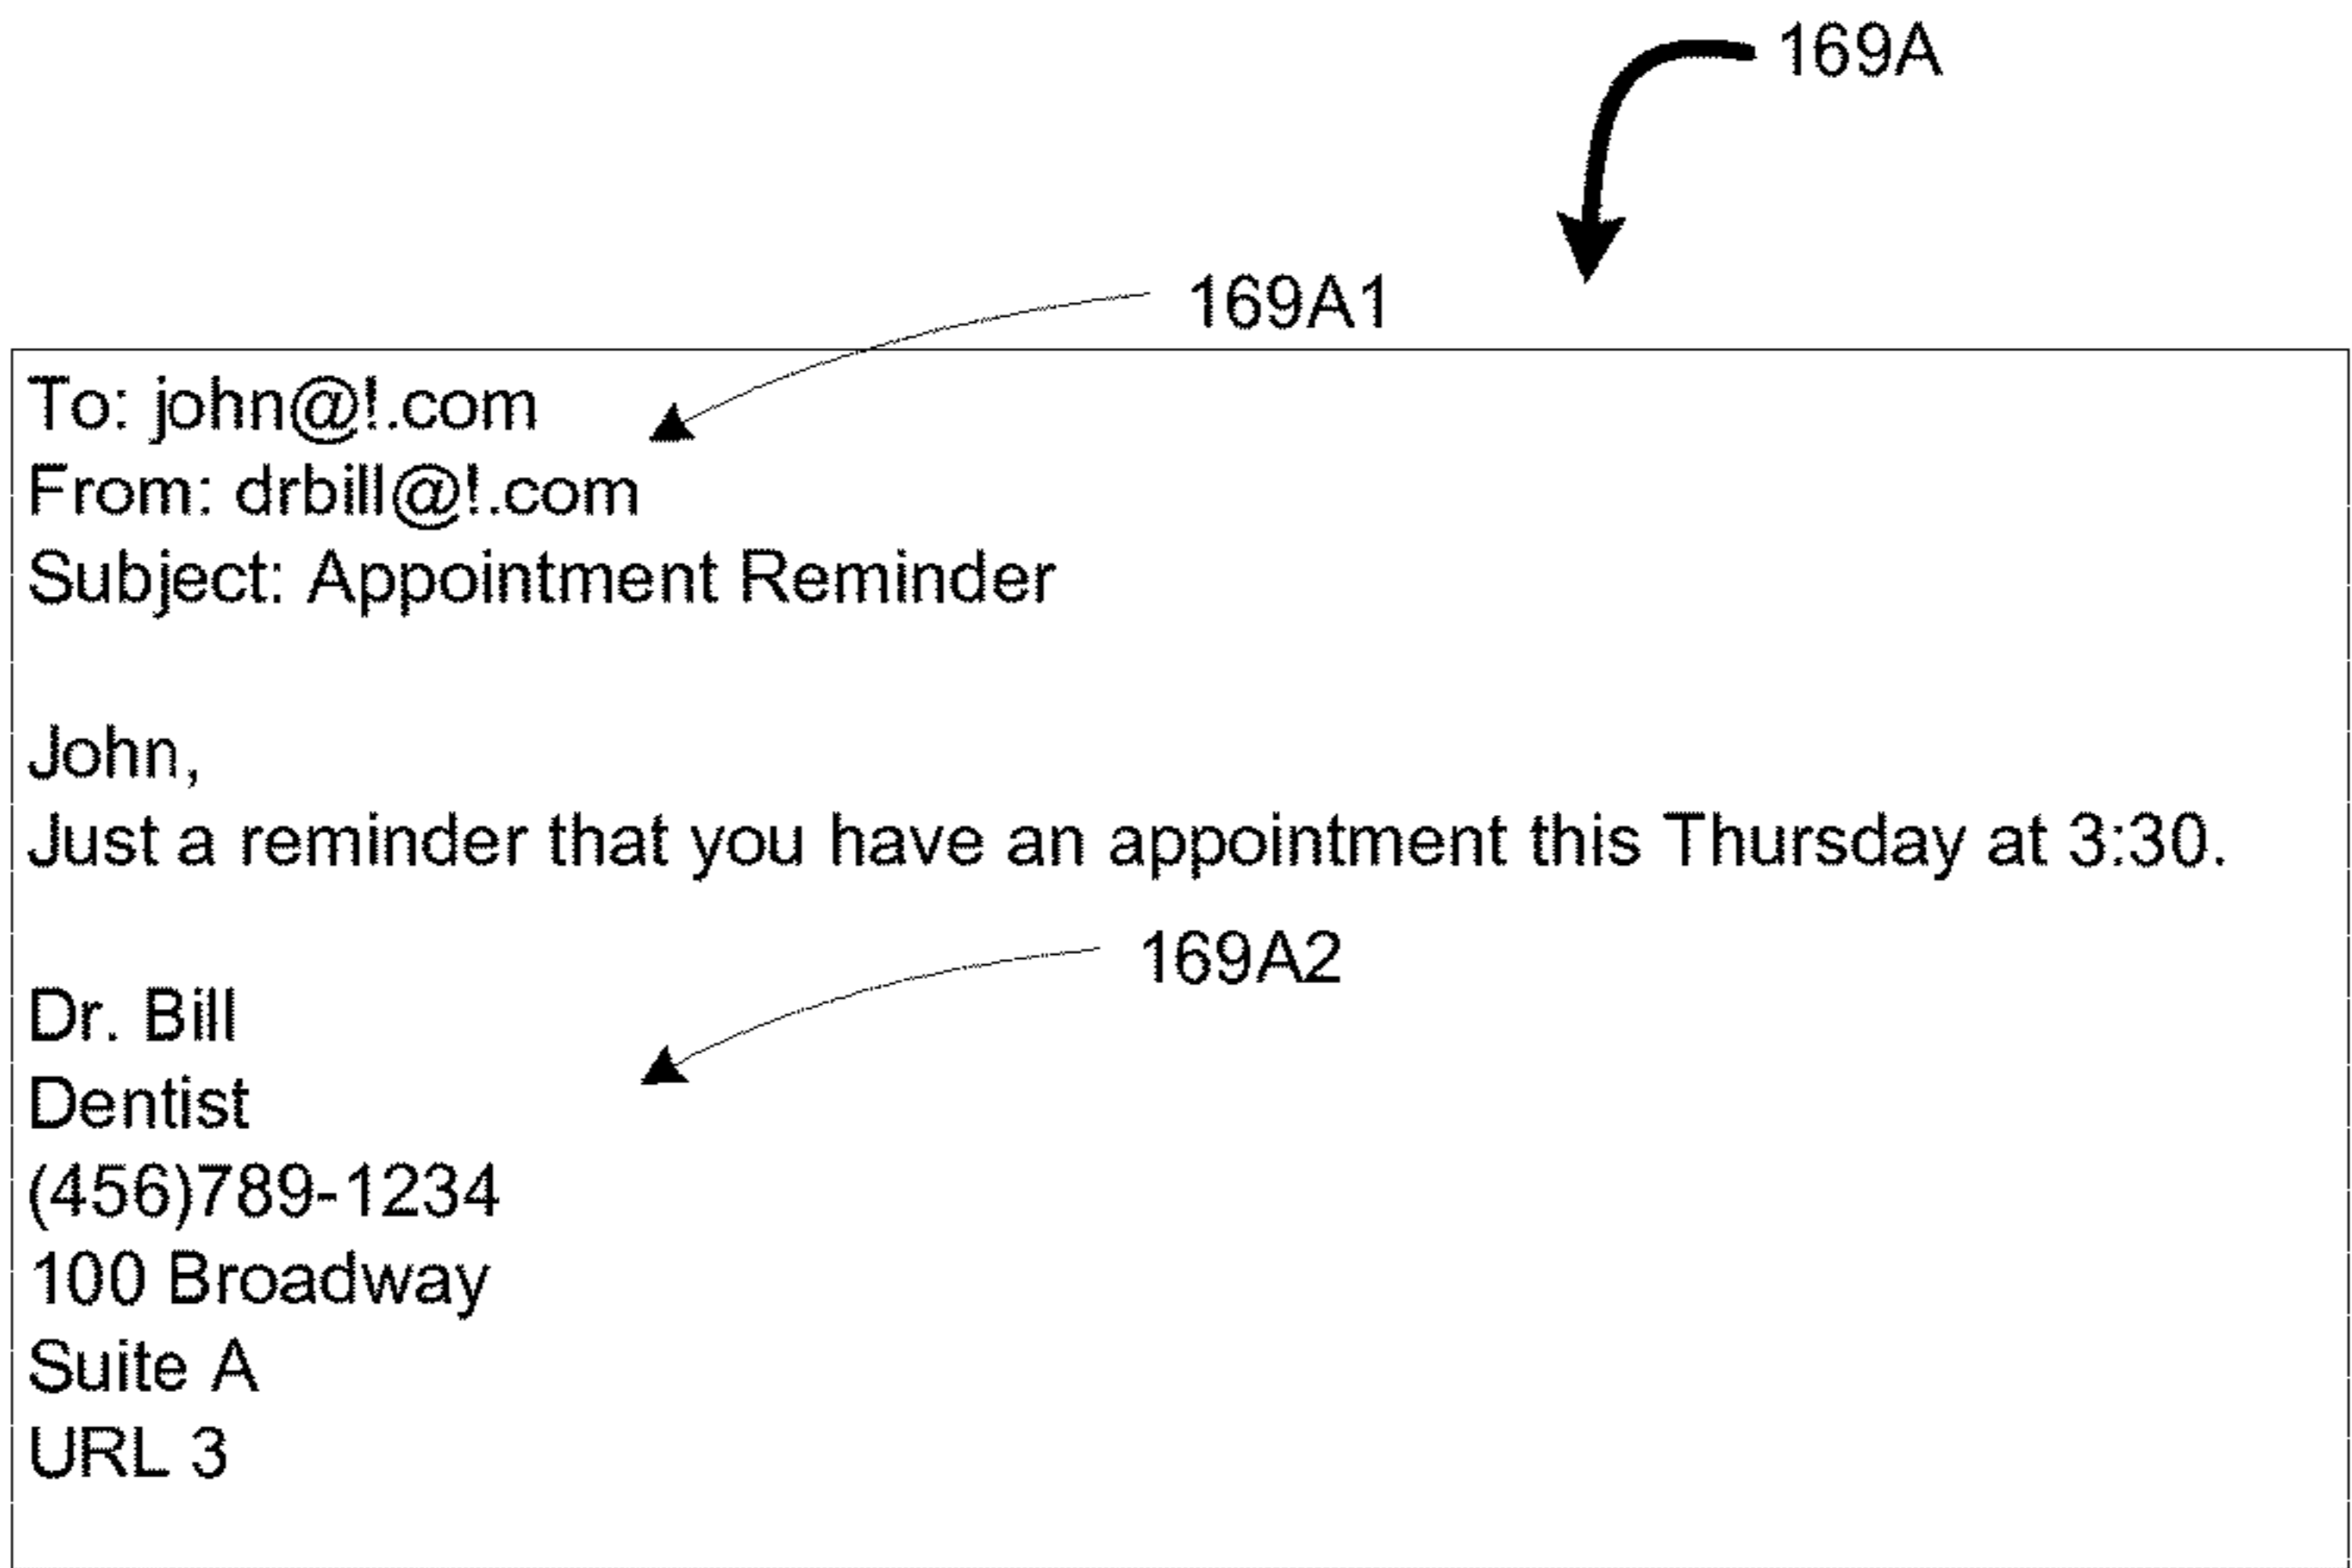 169A
169A1
To: john@!.com
From: drbill@!.com
Subject: Appointment Reminder
John,
Just a reminder that you have an appointment this Thursday at 3:30.
169A2
Dr. Bill
Dentist
(456)789-1234
100 Broadway
Suite A
URL 3